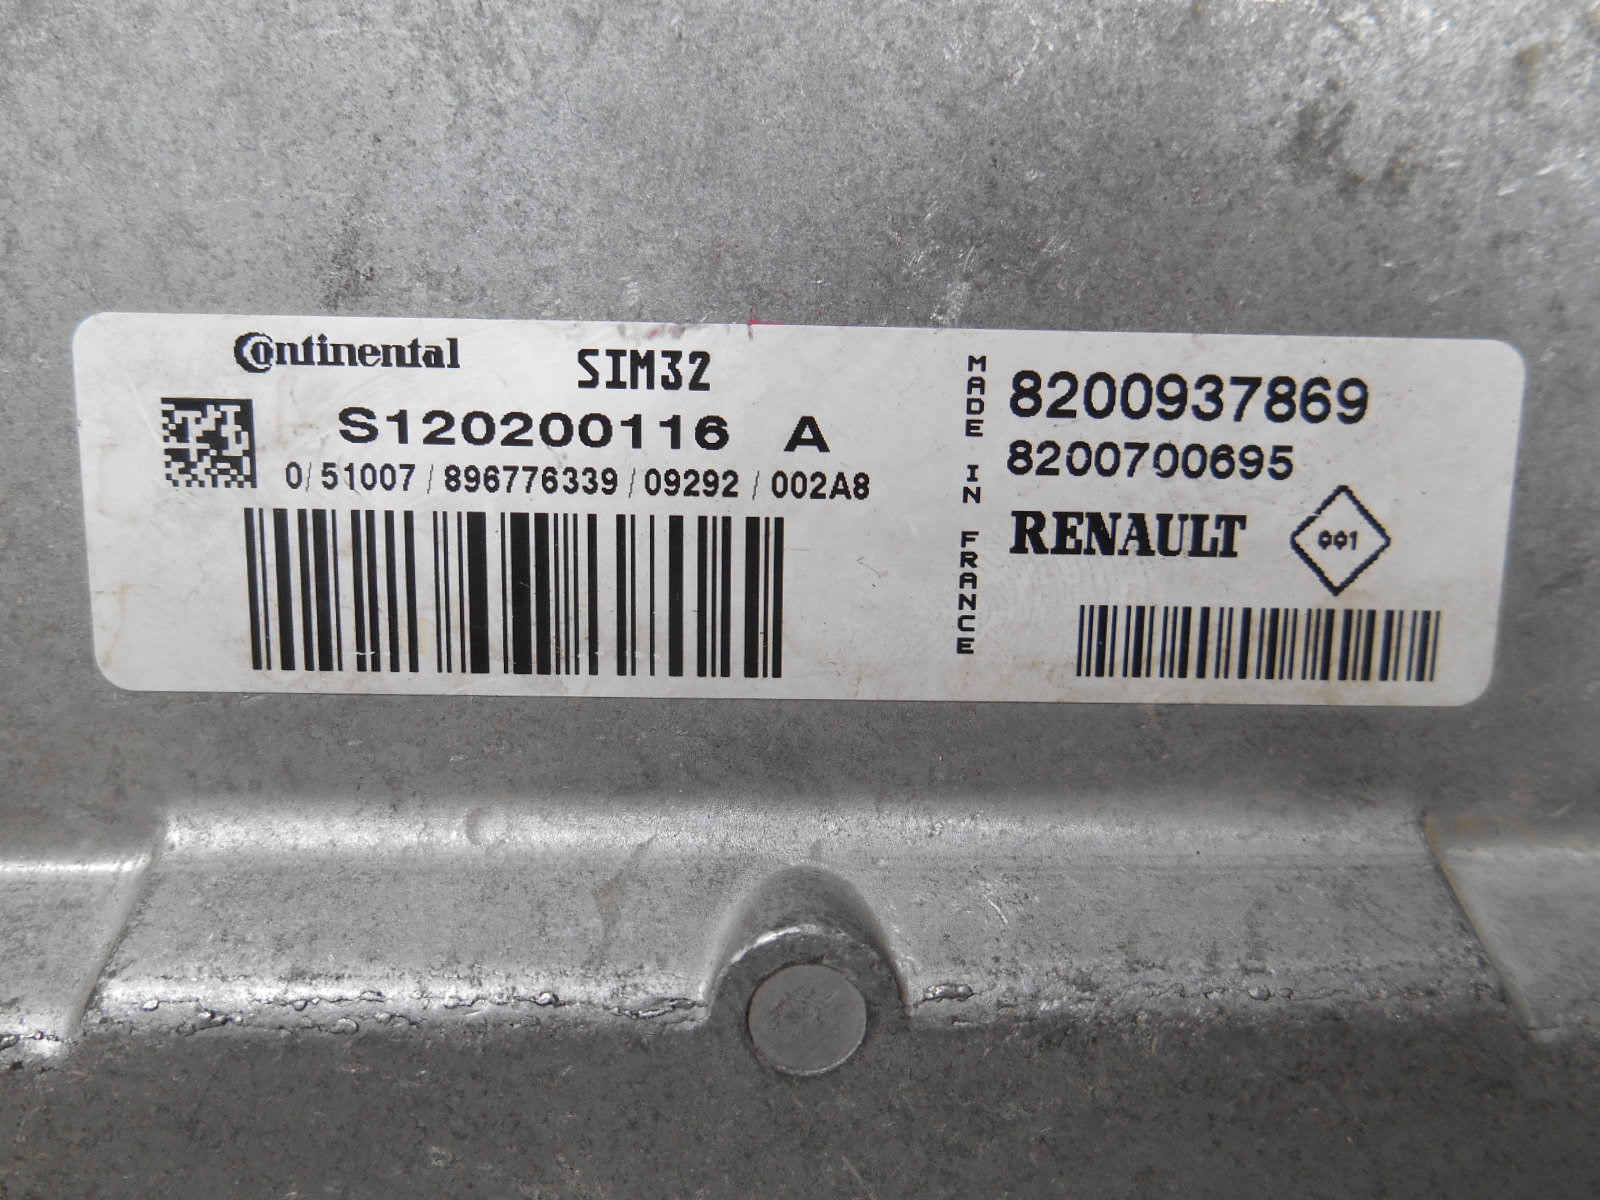 Continental SIM32
S120200116 A
0/51007/896776339/09292/002A8
MADE IN FRANCE
8200937869
8200700695
RENAULT 001